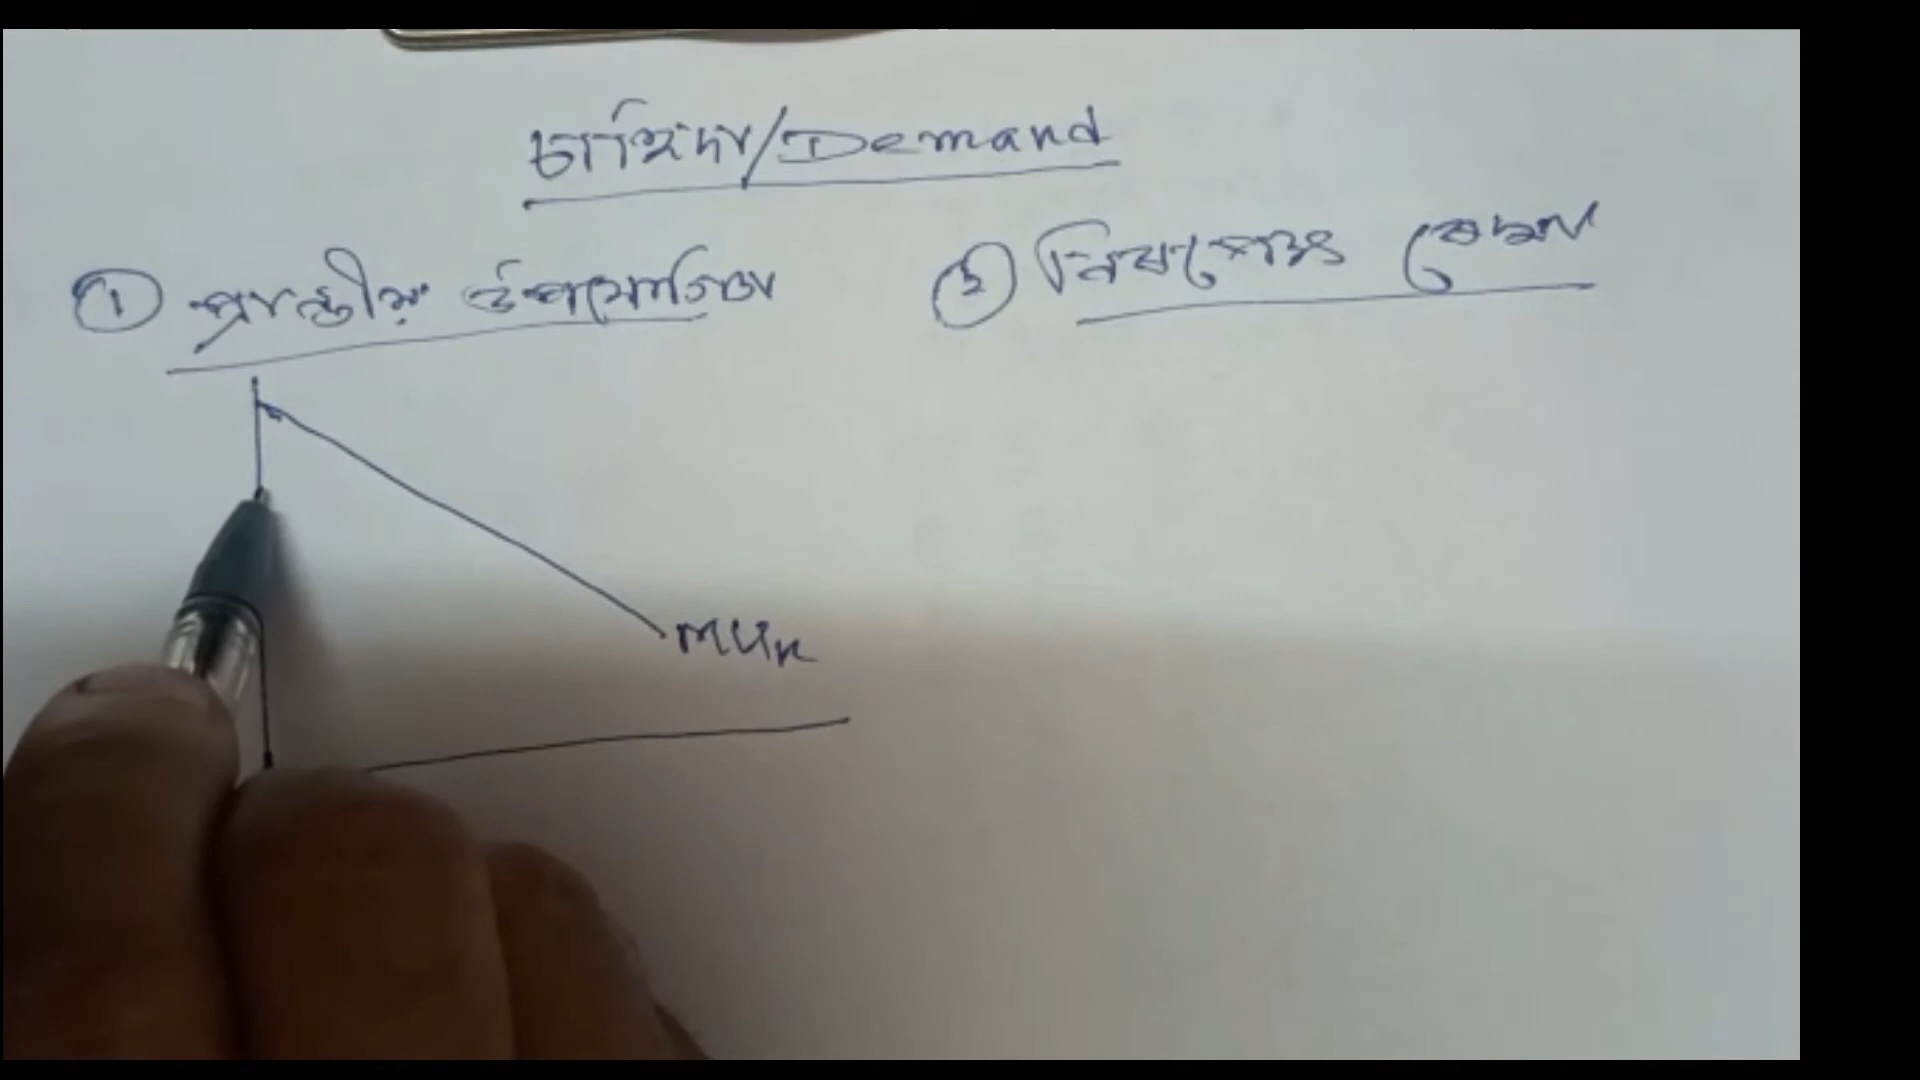 চাহিদা/Demand
① প্রান্তীয় উপযোগিতা
② নিরপেক্ষ রেখা
MUx